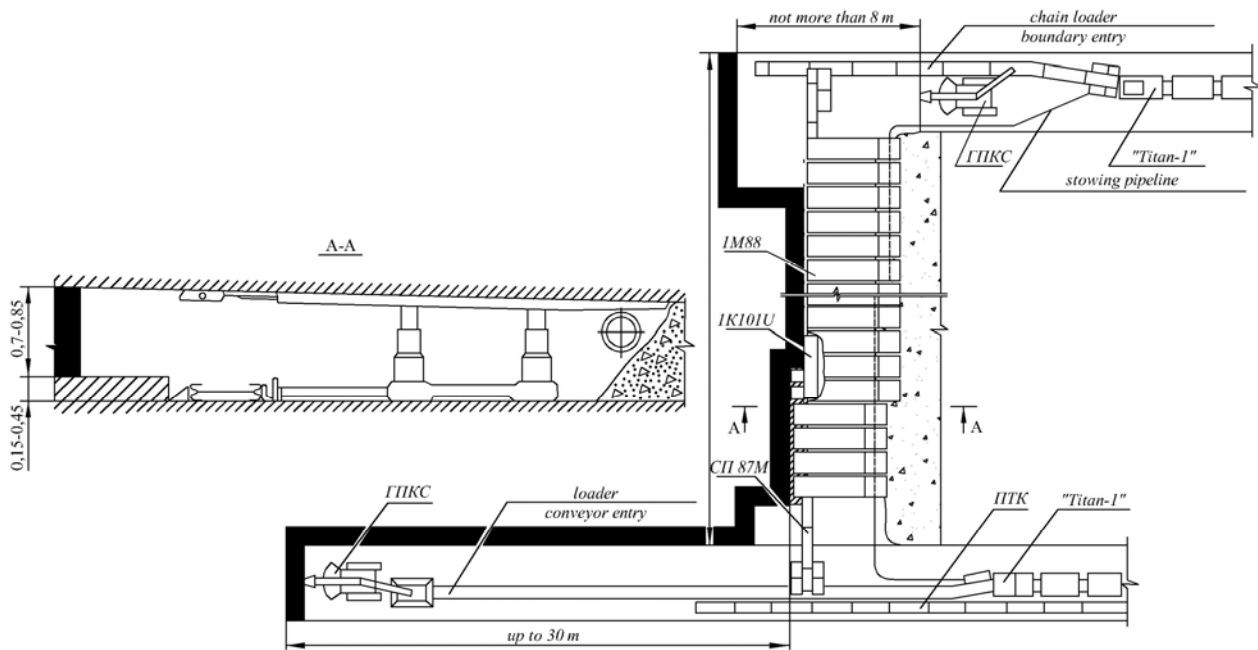 not more than 8 m
chain loader
boundary entry
ГПКС
"Titan-1"
stowing pipeline
A-A
1М88
1K101U
0,7-0,85
0,15-0,45
A
A
СП 87М
ГПКС
loader
conveyor entry
ПТК
"Titan-1"
up to 30 m